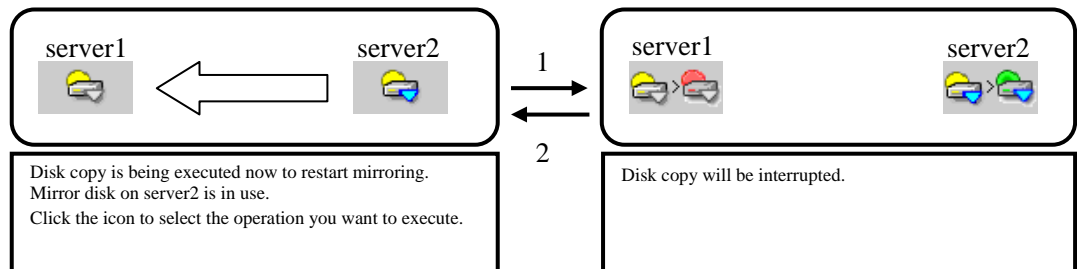 server1
server2
1
2
server1
server2
Disk copy is being executed now to restart mirroring.
Mirror disk on server2 is in use.
Click the icon to select the operation you want to execute.
Disk copy will be interrupted.